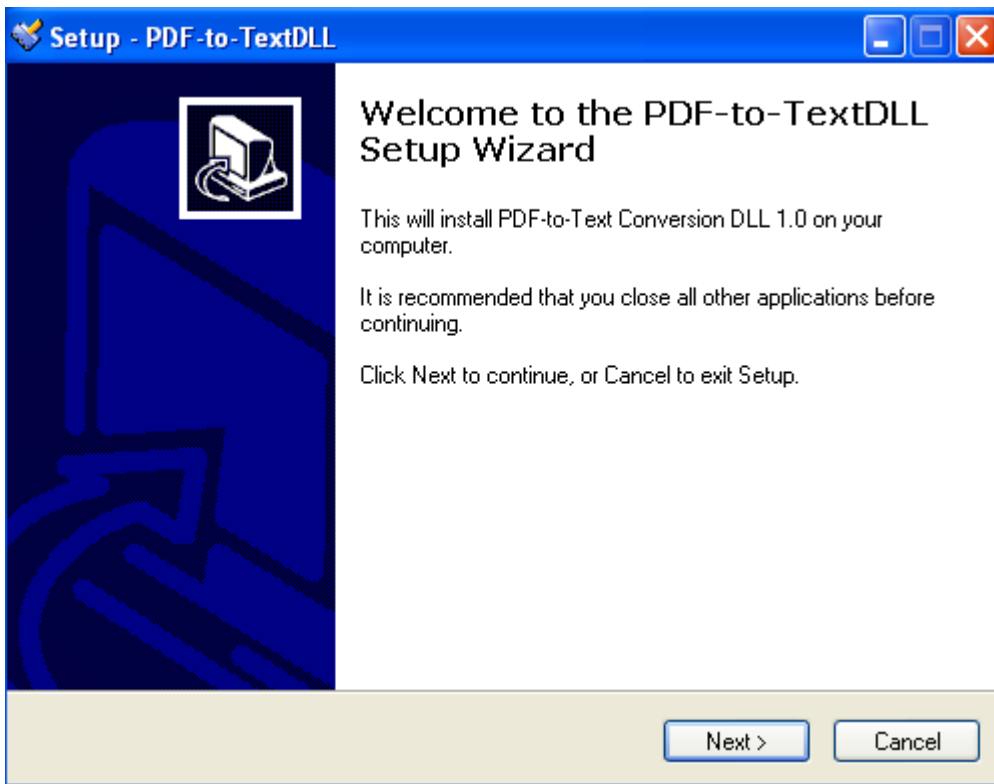 Setup - PDF-to-TextDLL
Welcome to the PDF-to-TextDLL
Setup Wizard
This will install PDF-to-Text Conversion DLL 1.0 on your
computer.
It is recommended that you close all other applications before
continuing.
Click Next to continue, or Cancel to exit Setup.
Next >
Cancel